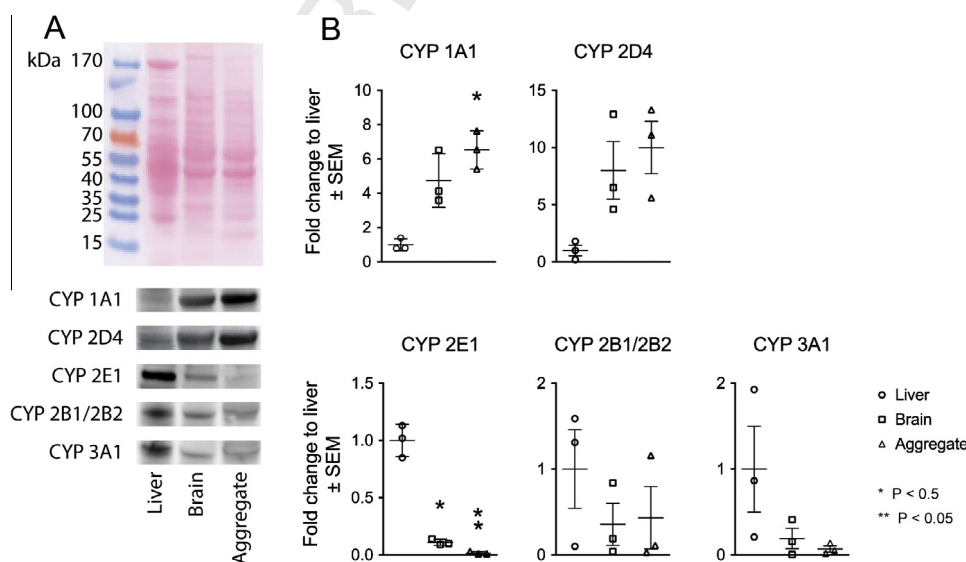 A
kDa 170
100
70
55
40
35
25
15
CYP 1A1
CYP 2D4
CYP 2E1
CYP 2B1/2B2
CYP 3A1
Liver
Brain
Aggregate
B
CYP 1A1
Fold change to liver
± SEM
10
8
6
4
2
0
*
CYP 2D4
15
10
5
0
CYP 2E1
Fold change to liver
± SEM
1.5
1.0
0.5
0.0
*
**
CYP 2B1/2B2
2
1
0
CYP 3A1
2
1
0
Liver
Brain
Aggregate
* P < 0.5
** P < 0.05